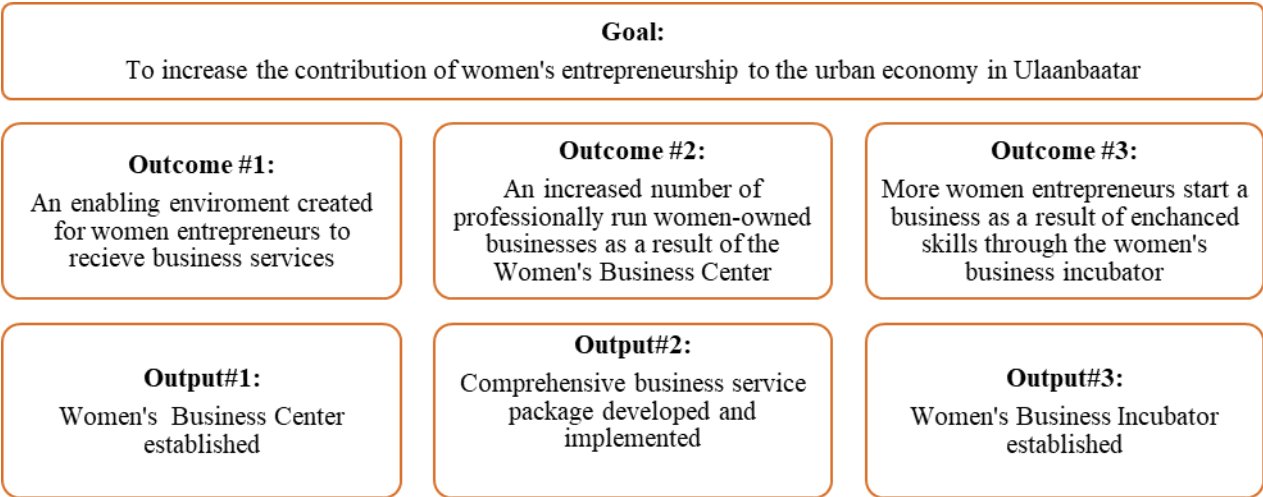 Goal:
To increase the contribution of women's entrepreneurship to the urban economy in Ulaanbaatar
Outcome #1:
An enabling enviroment created
for women entrepreneurs to
recieve business services
Outcome #2:
An increased number of
professionally run women-owned
businesses as a result of the
Women's Business Center
Outcome #3:
More women entrepreneurs start a
business as a result of enchanced
skills through the women's
business incubator
Output#1:
Women's Business Center
established
Output#2:
Comprehensive business service
package developed and
implemented
Output#3:
Women's Business Incubator
established